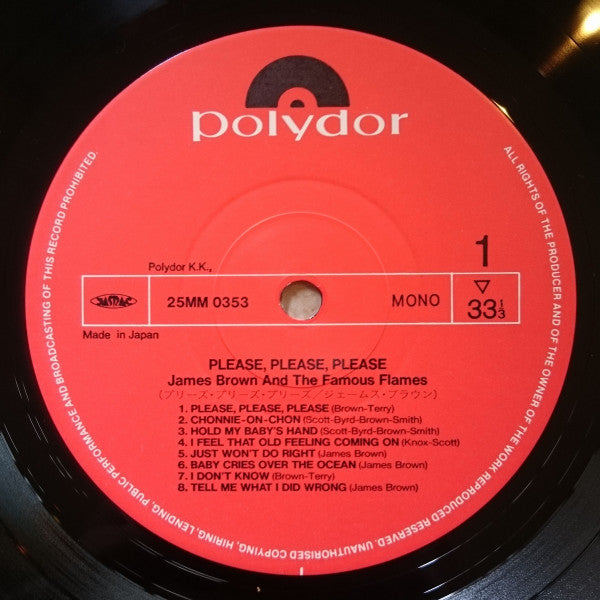 polydor
ALL RIGHTS OF THE PRODUCER AND OF THE OWNER OF THE WORK REPRODUCED RESERVED. UNAUTHORISED COPYING, HIRING, LENDING, PUBLIC PERFORMANCE AND BROADCASTING OF THIS RECORD PROHIBITED.
1
Polydor K.K.,
JASRAC
25MM 0353
MONO
▽
33 1/3
Made in Japan
PLEASE, PLEASE, PLEASE
James Brown And The Famous Flames
(プリーズ・プリーズ・プリーズ/ジェームス・ブラウン)
1. PLEASE, PLEASE, PLEASE (Brown-Terry)
2. CHONNIE-ON-CHON (Scott-Byrd-Brown-Smith)
3. HOLD MY BABY'S HAND (Scott-Byrd-Brown-Smith)
4. I FEEL THAT OLD FEELING COMING ON (Knox-Scott)
5. JUST WON'T DO RIGHT (James Brown)
6. BABY CRIES OVER THE OCEAN (James Brown)
7. I DON'T KNOW (Brown-Terry)
8. TELL ME WHAT I DID WRONG (James Brown)